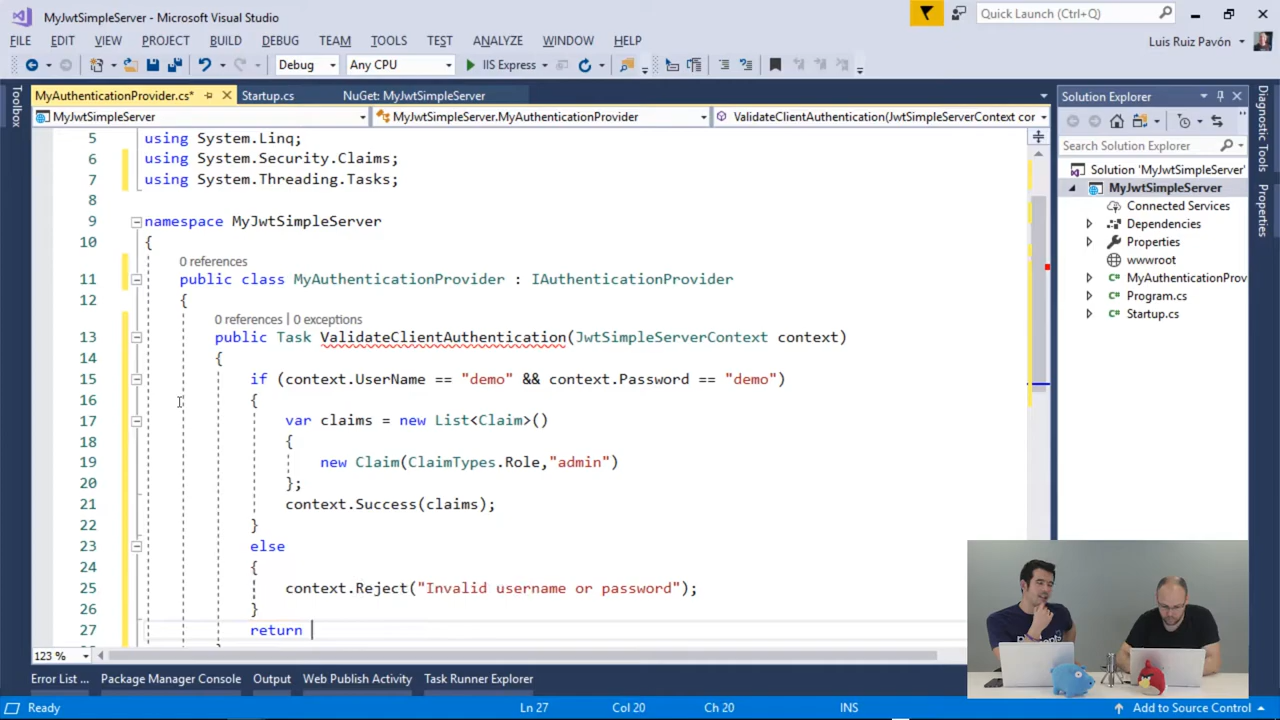 MyJwtSimpleServer - Microsoft Visual Studio
Quick Launch (Ctrl+Q)
FILE EDIT VIEW PROJECT BUILD DEBUG TEAM TOOLS TEST ANALYZE WINDOW HELP
Luis Ruiz Pavón
Debug Any CPU IIS Express
MyAuthenticationProvider.cs* Startup.cs NuGet: MyJwtSimpleServer
MyJwtSimpleServer MyJwtSimpleServer.MyAuthenticationProvider ValidateClientAuthentication(JwtSimpleServerContext cor
5 using System.Linq;
6 using System.Security.Claims;
7 using System.Threading.Tasks;
8
9 namespace MyJwtSimpleServer
10 {
0 references
11 public class MyAuthenticationProvider : IAuthenticationProvider
12 {
0 references | 0 exceptions
13 public Task ValidateClientAuthentication(JwtSimpleServerContext context)
14 {
15 if (context.UserName == "demo" && context.Password == "demo")
16 {
17 var claims = new List<Claim>()
18 {
19 new Claim(ClaimTypes.Role,"admin")
20 };
21 context.Success(claims);
22 }
23 else
24 {
25 context.Reject("Invalid username or password");
26 }
27 return
123 %
Toolbox
Solution Explorer
Search Solution Explorer
Solution 'MyJwtSimpleServer'
MyJwtSimpleServer
Connected Services
Dependencies
Properties
wwwroot
MyAuthenticationProv
Program.cs
Startup.cs
Diagnostic Tools
Properties
Error List ... Package Manager Console Output Web Publish Activity Task Runner Explorer
Ready Ln 27 Col 20 Ch 20 INS Add to Source Control